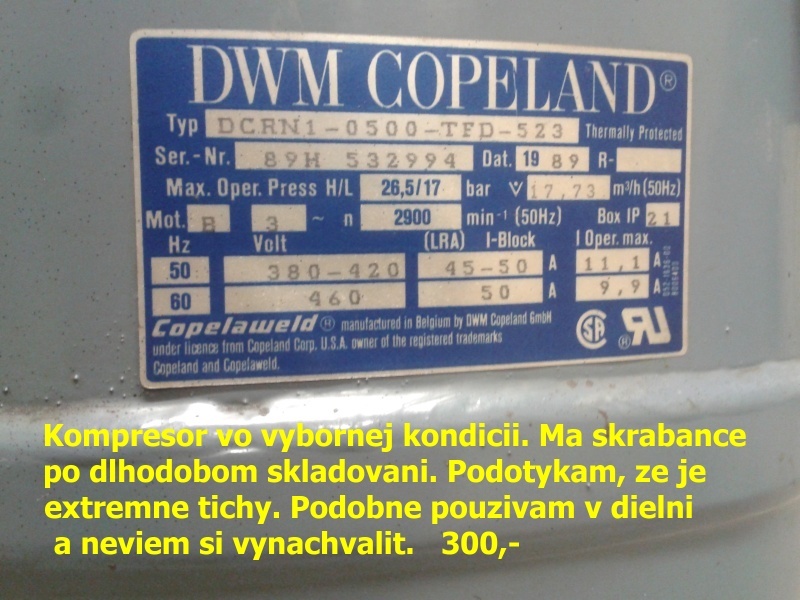 DWM COPELAND®
Typ DCRN1-0500-TFD-523 Thermally Protected
Ser.-Nr. 89H 532994 Dat. 19 89 R-
Max. Oper. Press H/L 26,5/17 bar V̇ 17,73 m³/h (50Hz)
Mot. B 3 ~ n 2900 min⁻¹ (50Hz) Box IP 21
Hz Volt (LRA) I-Block I Oper. max.
50 380-420 45-50 A 11,1 A
60 460 50 A 9,9 A
Copelaweld ® manufactured in Belgium by DWM Copeland GmbH
under licence from Copeland Corp. U.S.A. owner of the registered trademarks
Copeland and Copelaweld.
Kompresor vo vybornej kondicii. Ma skrabance
po dlhodobom skladovani. Podotykam, ze je
extremne tichy. Podobne pouzivam v dielni
a neviem si vynachvalit. 300,-